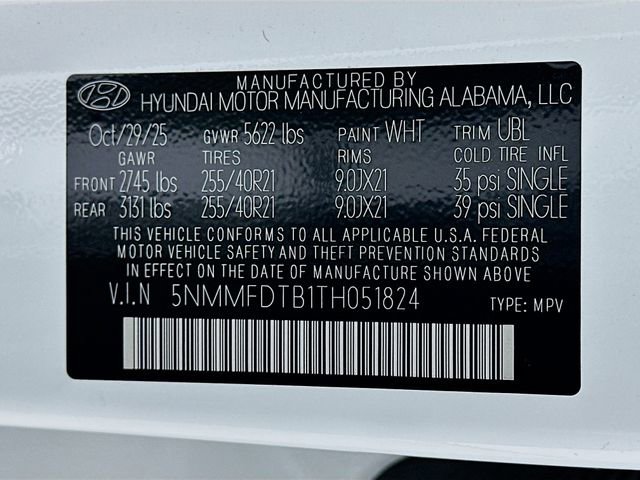 MANUFACTURED BY
HYUNDAI MOTOR MANUFACTURING ALABAMA, LLC
Oct/29/25 GVWR 5622 lbs PAINT WHT TRIM UBL
GAWR TIRES RIMS COLD TIRE INFL
FRONT 2745 lbs 255/40R21 9.0JX21 35 psi SINGLE
REAR 3131 lbs 255/40R21 9.0JX21 39 psi SINGLE
THIS VEHICLE CONFORMS TO ALL APPLICABLE U.S.A. FEDERAL
MOTOR VEHICLE SAFETY AND THEFT PREVENTION STANDARDS
IN EFFECT ON THE DATE OF MANUFACTURE SHOWN ABOVE
V.I.N 5NMMFDTB1TH051824 TYPE: MPV